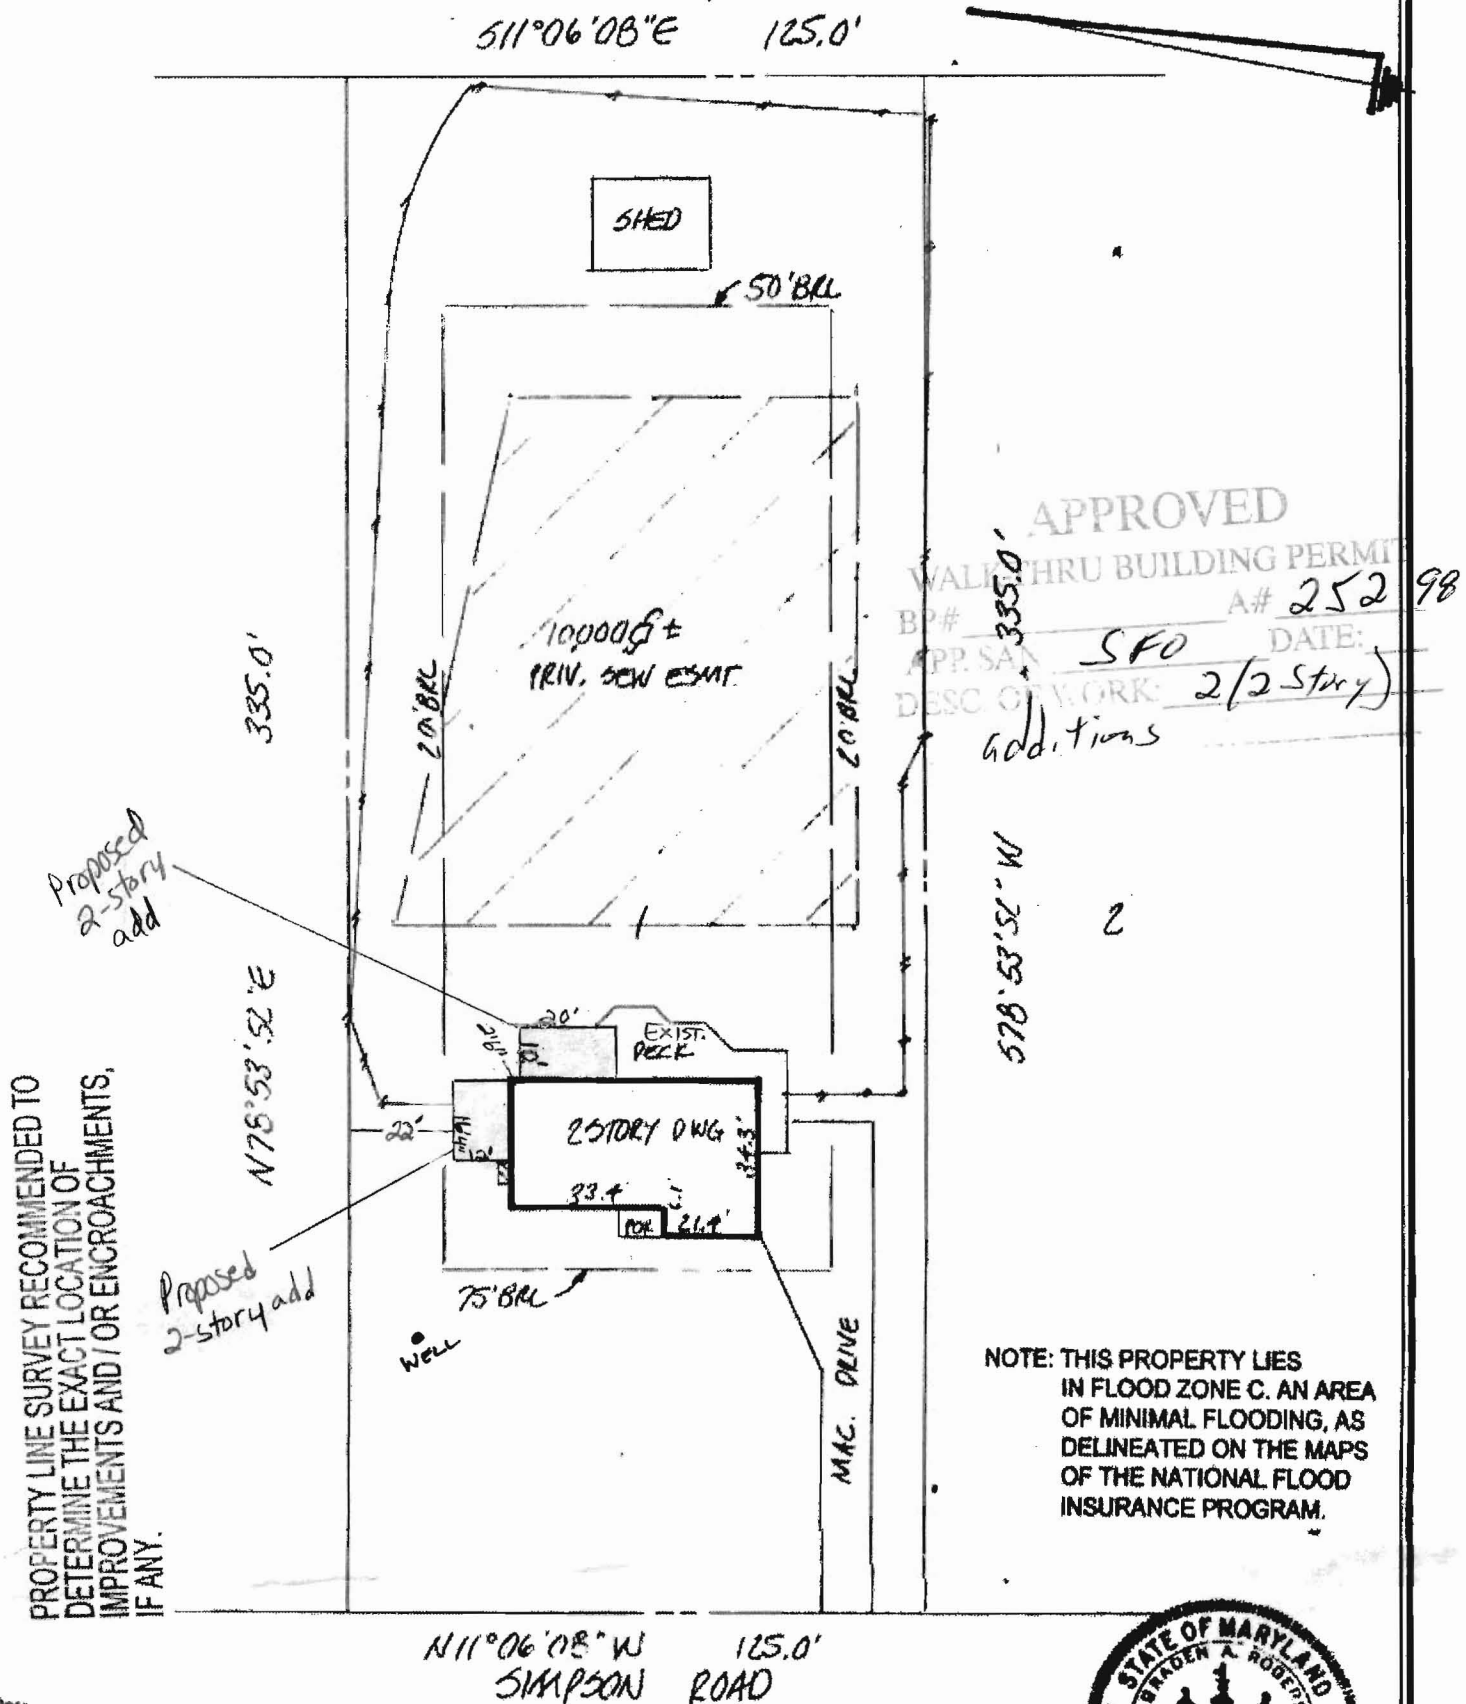 S11°06'08"E 125.0'
SHED
50'BRL
APPROVED
WALK-THRU BUILDING PERMIT
BP# A# 252 98
APP. SAN SFO DATE:
DESC. OF WORK: 2(2 Story)
additions
335.0'
335.0'
10,000 ±
PRIV. SEW ESMT
20'BRL
20'BRL
Proposed
2-story
add
S78°53'52"W
2
N78°53'52"E
20'
10'
EXIST.
DECK
22'
16'4"
12'
2 STORY DWG
34.3'
33.4
21.4'
POR
Proposed
2-story add
75'BRL
WELL
MAC. DRIVE
PROPERTY LINE SURVEY RECOMMENDED TO
DETERMINE THE EXACT LOCATION OF
IMPROVEMENTS AND / OR ENCROACHMENTS,
IF ANY.
NOTE: THIS PROPERTY LIES
IN FLOOD ZONE C. AN AREA
OF MINIMAL FLOODING, AS
DELINEATED ON THE MAPS
OF THE NATIONAL FLOOD
INSURANCE PROGRAM.
N11°06'08"W 125.0'
SIMPSON ROAD
STATE OF MARYLAND
BRADEN A. ROGERS